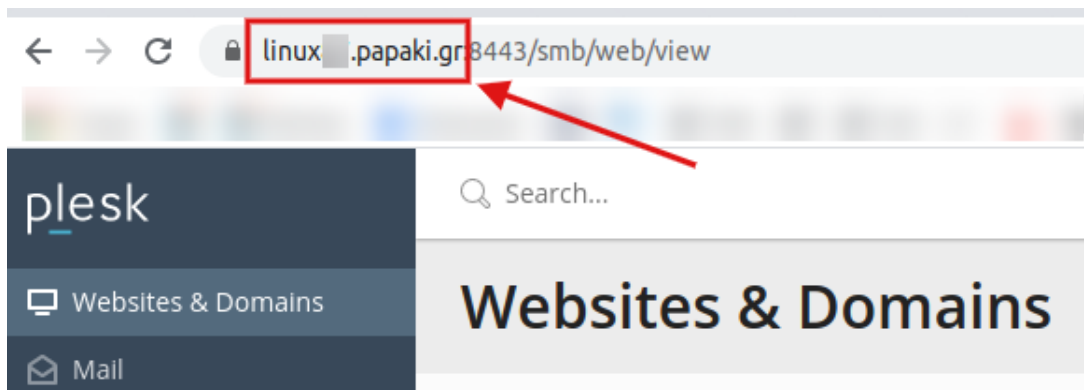 linux .papaki.gr:8443/smb/web/view
plesk
Search...
Websites & Domains
Websites & Domains
Mail